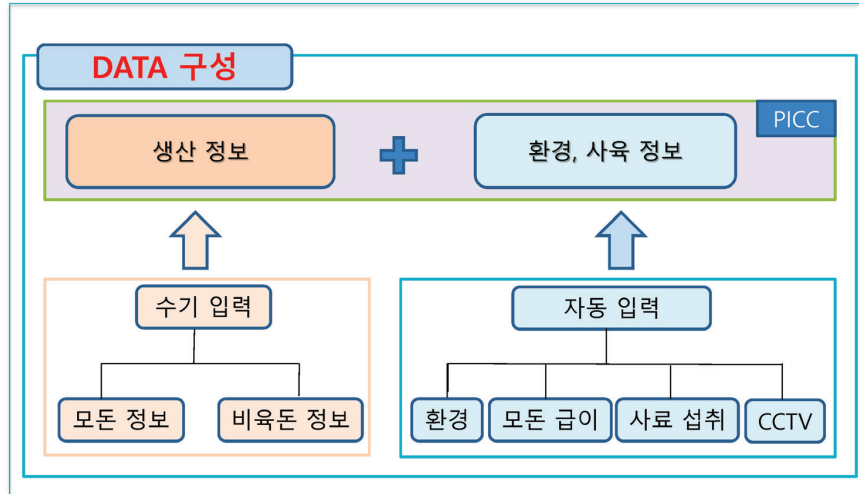 DATA 구성
PICC
생산 정보
환경, 사육 정보
수기 입력
자동 입력
모돈 정보
비육돈 정보
환경
모돈 급이
사료 섭취
CCTV